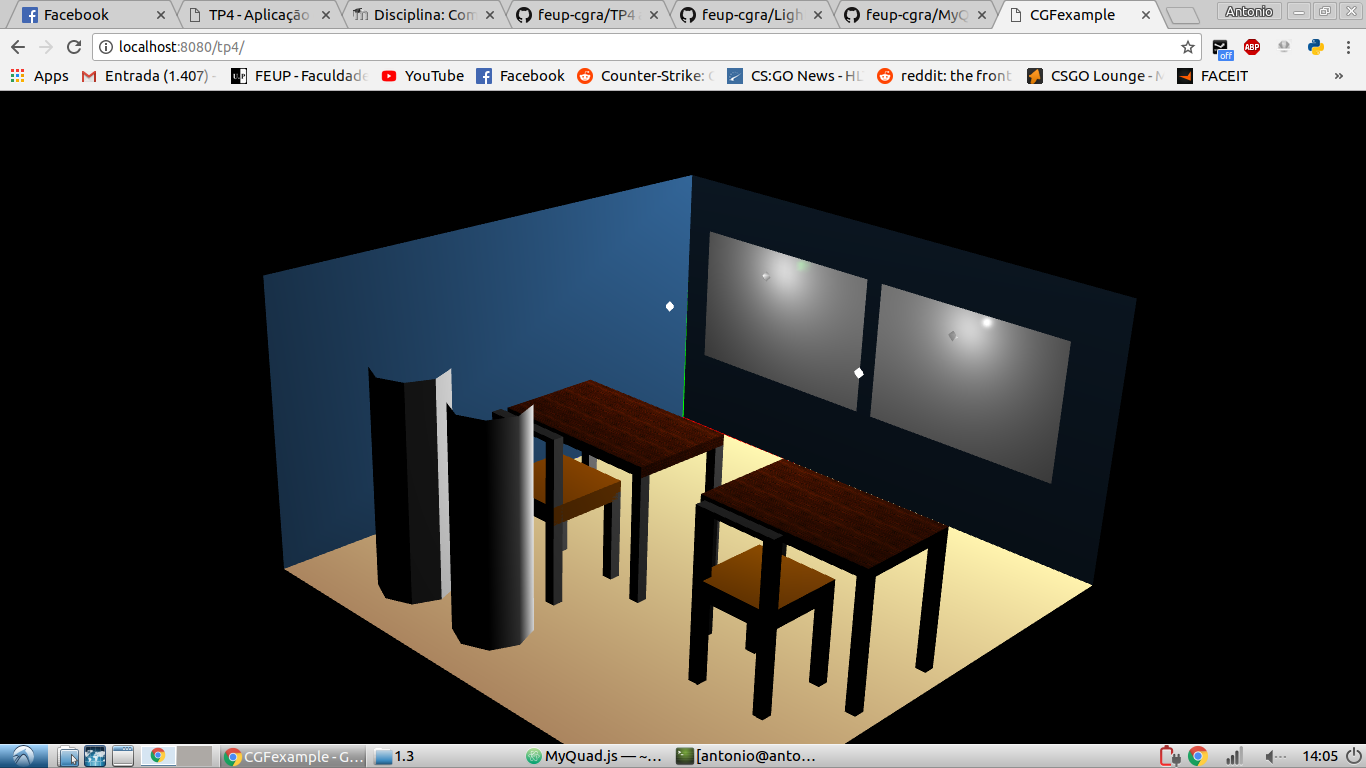 Facebook TP4 - Aplicação Disciplina: Com feup-cgra/TP4 feup-cgra/Ligh feup-cgra/MyQ CGFexample Antonio
localhost:8080/tp4/ ABP off
Apps Entrada (1.407) - FEUP - Faculdade YouTube Facebook Counter-Strike: G CS:GO News - HL reddit: the front CSGO Lounge - M FACEIT »
CGFexample - G... 1.3 MyQuad.js — ~... [antonio@anto... 14:05